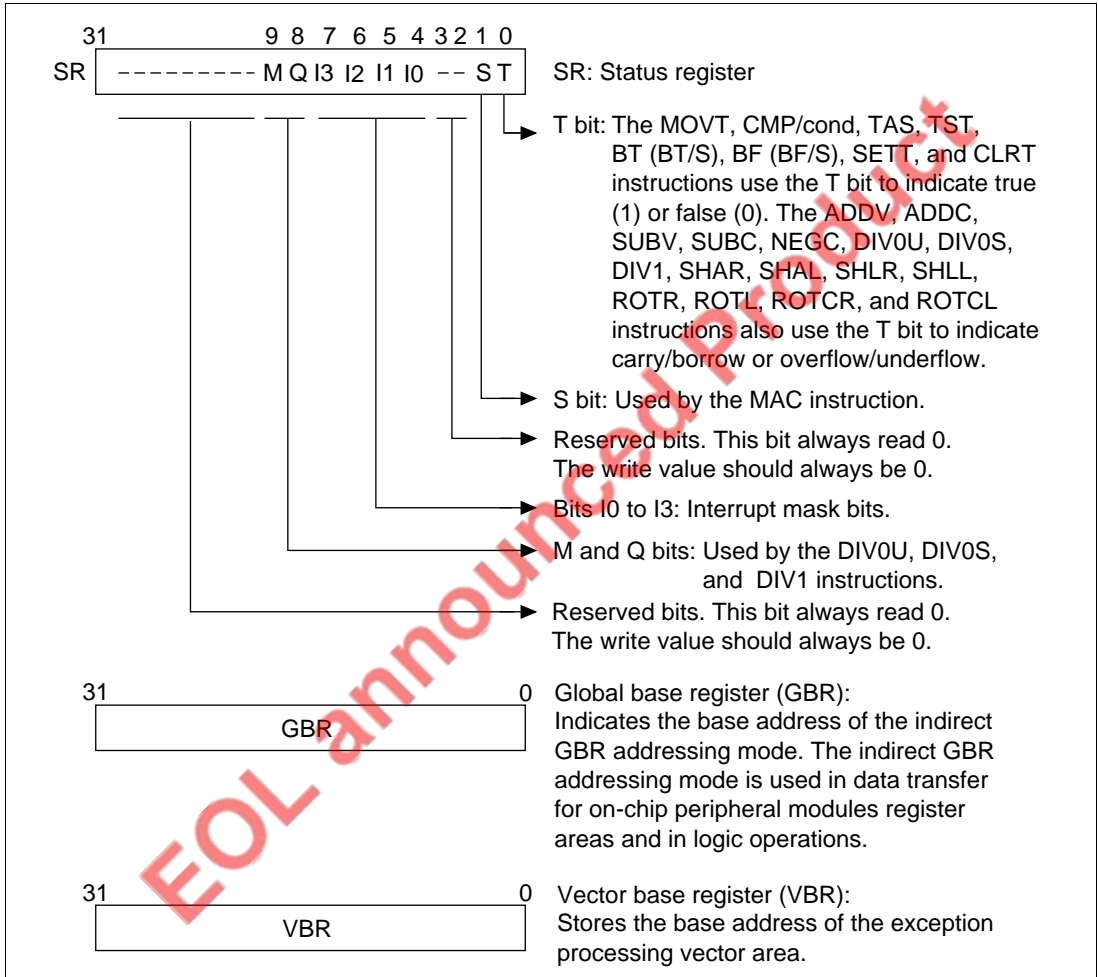 31 9 8 7 6 5 4 3 2 1 0
SR - - - - - - - - - M Q I3 I2 I1 I0 - - S T SR: Status register
T bit: The MOVT, CMP/cond, TAS, TST,
BT (BT/S), BF (BF/S), SETT, and CLRT
instructions use the T bit to indicate true
(1) or false (0). The ADDV, ADDC,
SUBV, SUBC, NEGC, DIV0U, DIV0S,
DIV1, SHAR, SHAL, SHLR, SHLL,
ROTR, ROTL, ROTCR, and ROTCL
instructions also use the T bit to indicate
carry/borrow or overflow/underflow.
S bit: Used by the MAC instruction.
Reserved bits. This bit always read 0.
The write value should always be 0.
Bits I0 to I3: Interrupt mask bits.
M and Q bits: Used by the DIV0U, DIV0S,
and DIV1 instructions.
Reserved bits. This bit always read 0.
The write value should always be 0.
31 0 Global base register (GBR):
GBR
Indicates the base address of the indirect
GBR addressing mode. The indirect GBR
addressing mode is used in data transfer
for on-chip peripheral modules register
areas and in logic operations.
31 0 Vector base register (VBR):
VBR
Stores the base address of the exception
processing vector area.
EOL announced Product